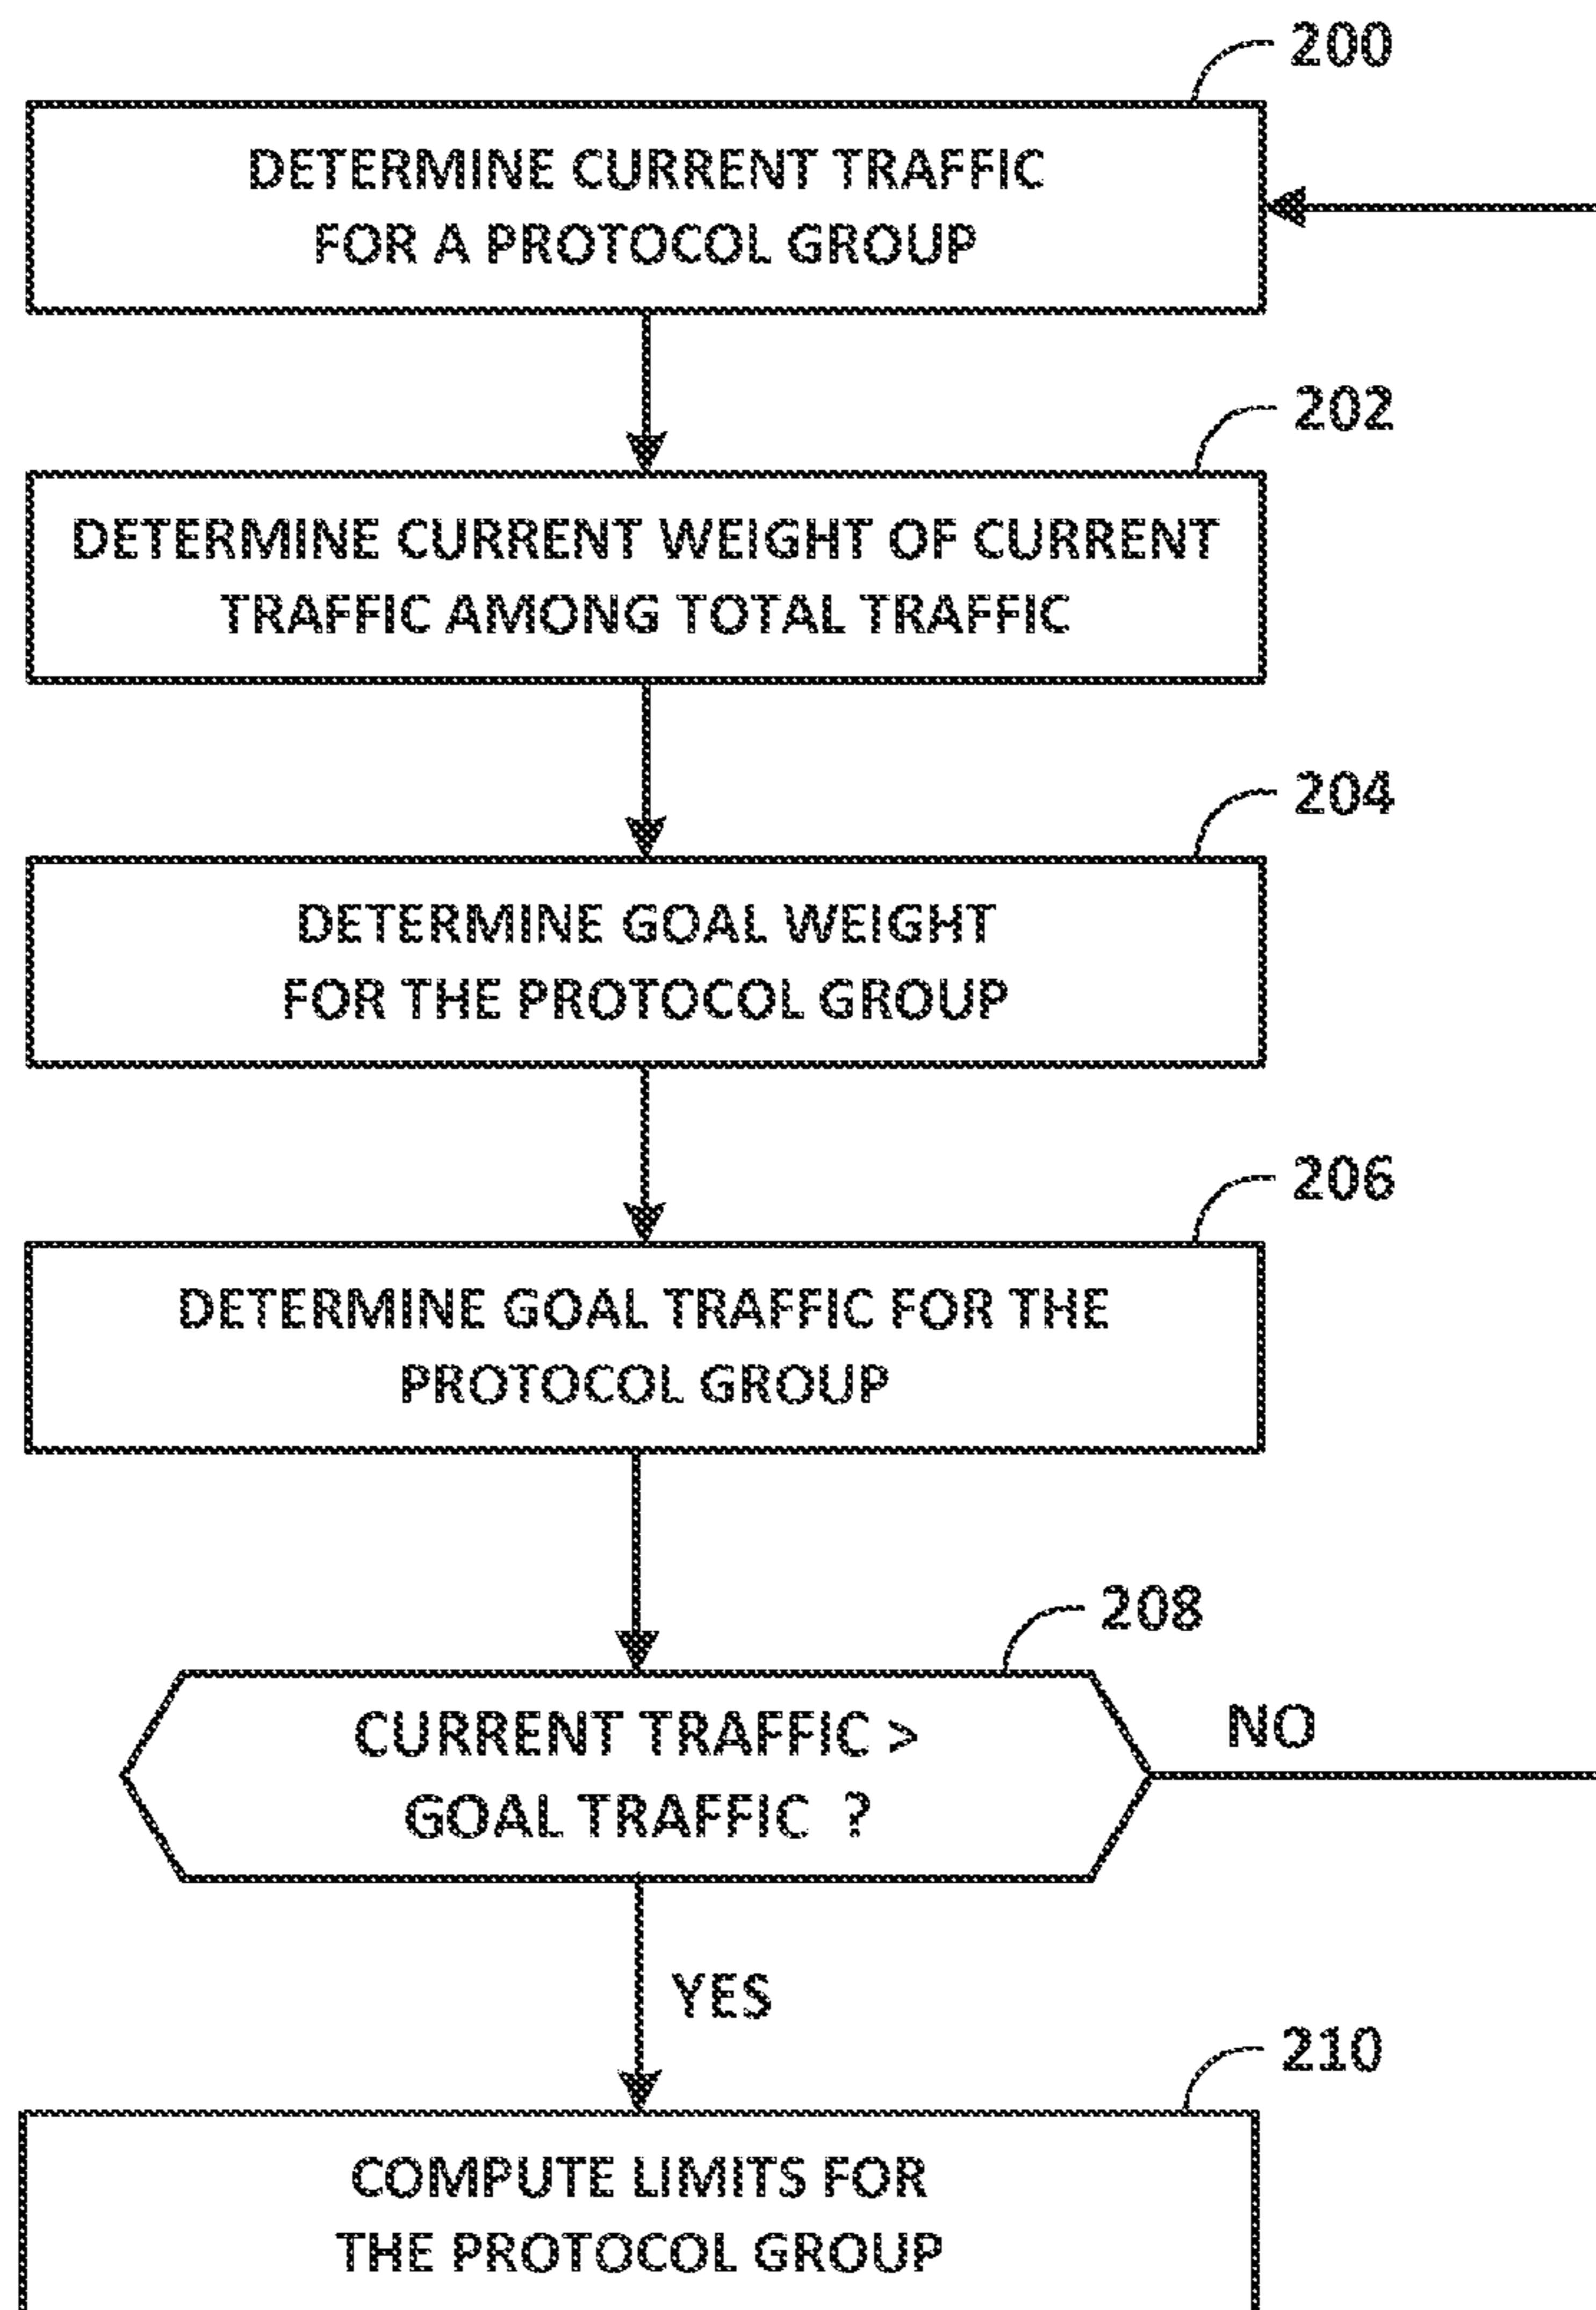 200
DETERMINE CURRENT TRAFFIC
FOR A PROTOCOL GROUP
202
DETERMINE CURRENT WEIGHT OF CURRENT
TRAFFIC AMONG TOTAL TRAFFIC
204
DETERMINE GOAL WEIGHT
FOR THE PROTOCOL GROUP
206
DETERMINE GOAL TRAFFIC FOR THE
PROTOCOL GROUP
208
CURRENT TRAFFIC >
GOAL TRAFFIC ?
NO
YES
210
COMPUTE LIMITS FOR
THE PROTOCOL GROUP